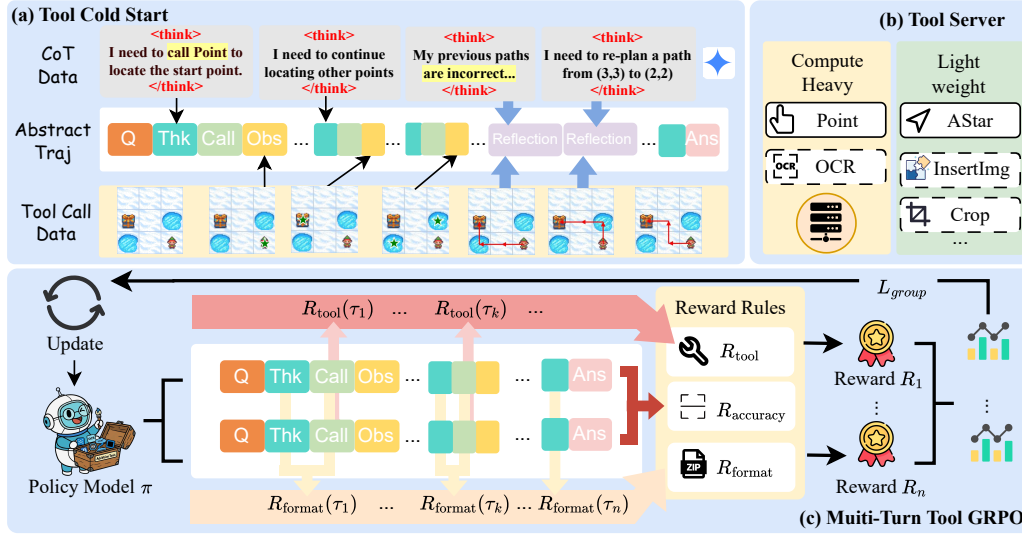 (a) Tool Cold Start
CoT
Data
<think>
I need to call Point to
locate the start point.
</think>
<think>
I need to continue
locating other points
</think>
<think>
My previous paths
are incorrect...
</think>
<think>
I need to re-plan a path
from (3,3) to (2,2)
</think>
Abstract
Traj
Q Thk Call Obs ... ... ... Reflection Reflection ... Ans
Tool Call
Data
(b) Tool Server
Compute
Heavy
Point
OCR OCR
Light
weight
AStar
InsertImg
Crop
...
Update
Policy Model π
R_tool(τ_1) ... R_tool(τ_k) ...
Q Thk Call Obs ... ... Ans
Q Thk Call Obs ... ... Ans
R_format(τ_1) ... R_format(τ_k) ... R_format(τ_n)
Reward Rules
R_tool
R_accuracy
ZIP R_format
L_group
Reward R_1
⋮ ⋮
Reward R_n
(c) Muiti-Turn Tool GRPO